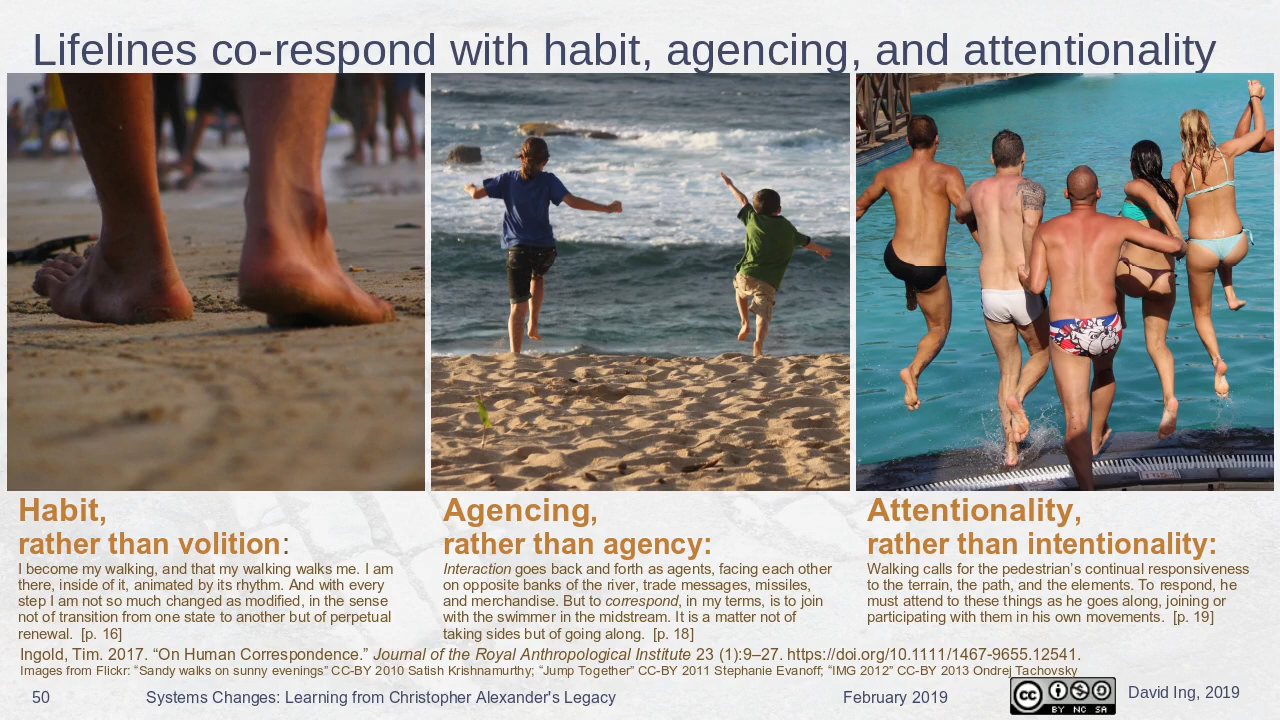 Lifelines co-respond with habit, agencing, and attentionality
Habit,
rather than volition:
I become my walking, and that my walking walks me. I am
there, inside of it, animated by its rhythm. And with every
step I am not so much changed as modified, in the sense
not of transition from one state to another but of perpetual
renewal. [p. 16]
Agencing,
rather than agency:
Interaction goes back and forth as agents, facing each other
on opposite banks of the river, trade messages, missiles,
and merchandise. But to correspond, in my terms, is to join
with the swimmer in the midstream. It is a matter not of
taking sides but of going along. [p. 18]
Attentionality,
rather than intentionality:
Walking calls for the pedestrian’s continual responsiveness
to the terrain, the path, and the elements. To respond, he
must attend to these things as he goes along, joining or
participating with them in his own movements. [p. 19]
Ingold, Tim. 2017. “On Human Correspondence.” Journal of the Royal Anthropological Institute 23 (1):9–27. https://doi.org/10.1111/1467-9655.12541.
Images from Flickr: “Sandy walks on sunny evenings” CC-BY 2010 Satish Krishnamurthy; “Jump Together” CC-BY 2011 Stephanie Evanoff; “IMG 2012” CC-BY 2013 Ondrej Tachovsky
50
Systems Changes: Learning from Christopher Alexander's Legacy
February 2019
cc
BY NC SA
David Ing, 2019